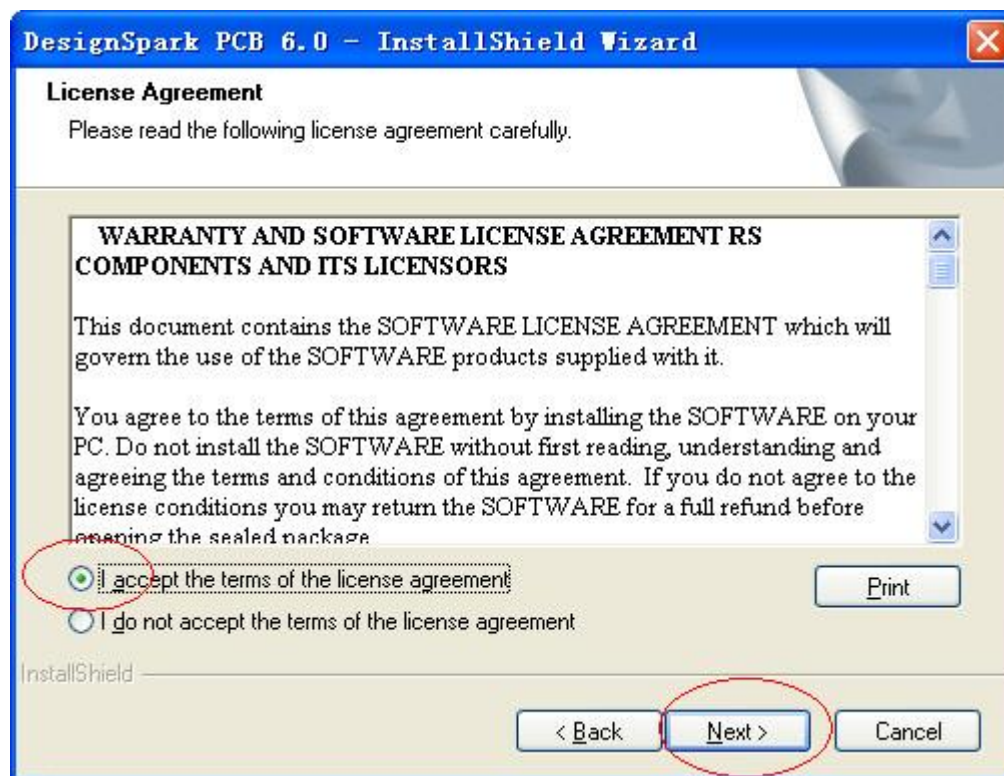 DesignSpark PCB 6.0 - InstallShield Wizard
License Agreement
Please read the following license agreement carefully.
WARRANTY AND SOFTWARE LICENSE AGREEMENT RS
COMPONENTS AND ITS LICENSORS
This document contains the SOFTWARE LICENSE AGREEMENT which will
govern the use of the SOFTWARE products supplied with it.
You agree to the terms of this agreement by installing the SOFTWARE on your
PC. Do not install the SOFTWARE without first reading, understanding and
agreeing the terms and conditions of this agreement.  If you do not agree to the
license conditions you may return the SOFTWARE for a full refund before
opening the sealed package
I accept the terms of the license agreement
Print
I do not accept the terms of the license agreement
InstallShield
< Back
Next >
Cancel